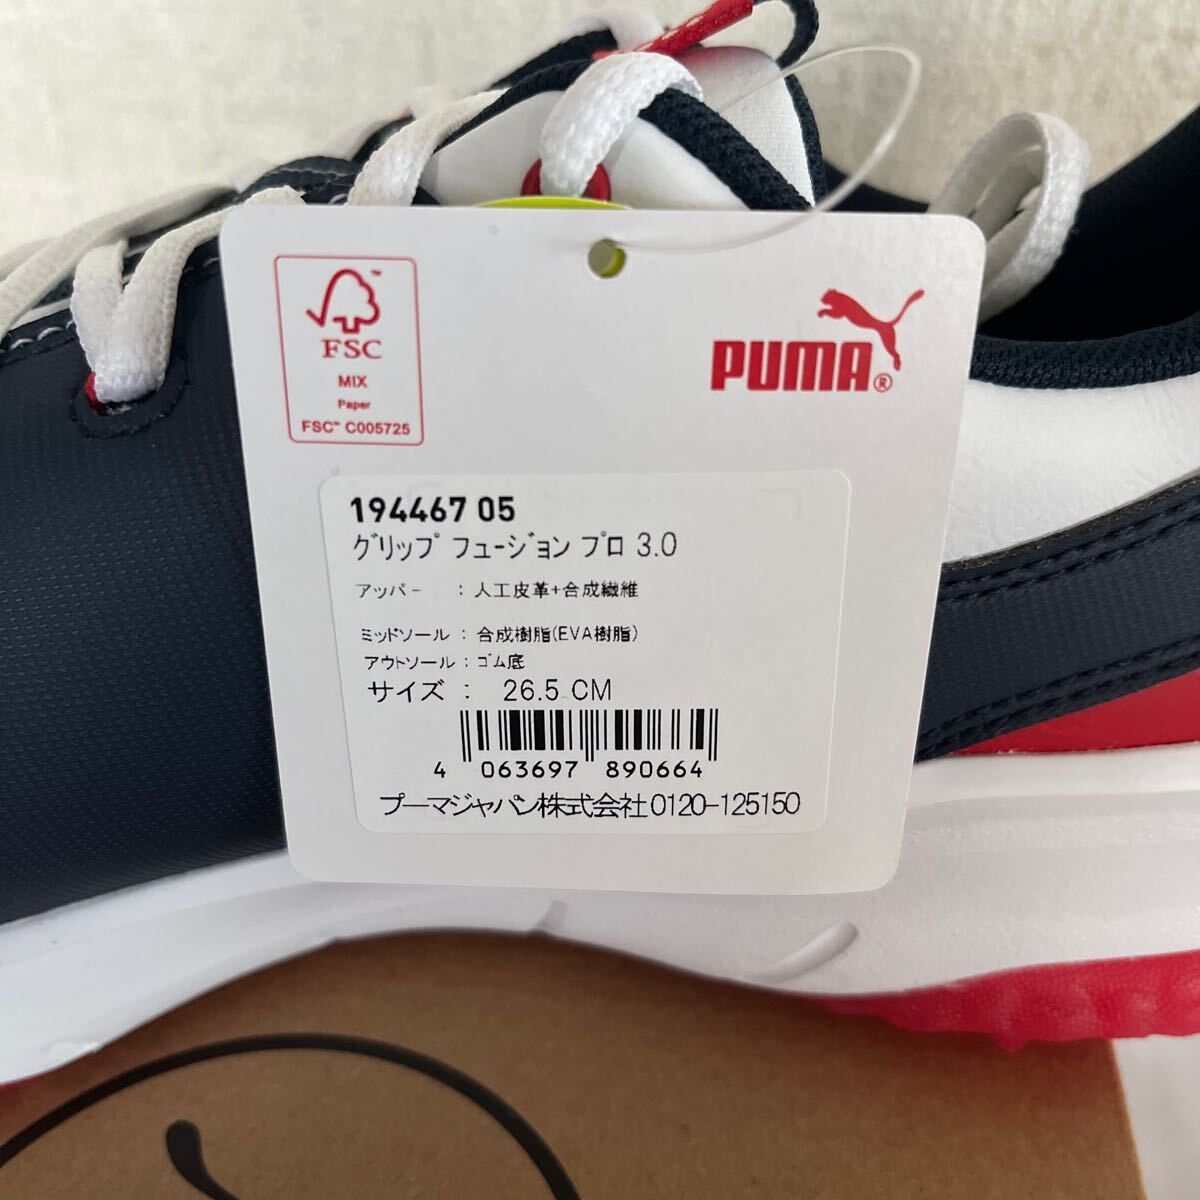 FSC
MIX
Paper
FSC™ C005725
PUMA®
194467 05
グリップ フュージョン プロ 3.0
アッパー : 人工皮革+合成繊維
ミッドソール : 合成樹脂(EVA樹脂)
アウトソール : ゴム底
サイズ : 26.5 CM
4 063697 890664
プーマジャパン株式会社 0120-125150